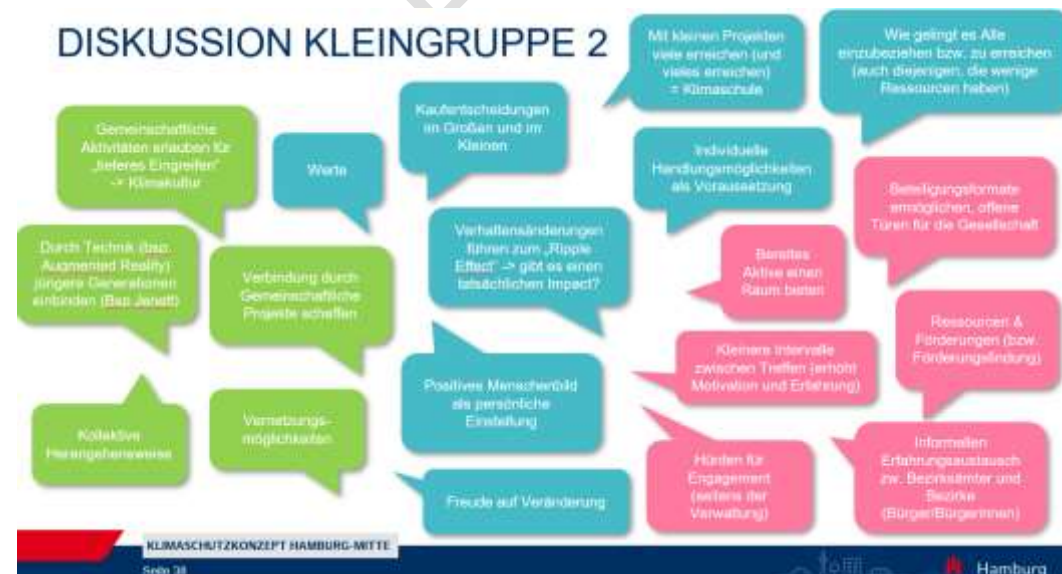 DISKUSSION KLEINGRUPPE 2
Mit kleinen Projekten
viele erreichen (und
vieles erreichen)
= Klimaschule
Wie gelingt es Alle
einzubeziehen bzw. zu erreichen
(auch diejenigen, die wenige
Ressourcen haben)
Gemeinschaftliche
Aktivitäten erlauben für
„tieferes Eingreifen“
-> Klimakultur
Werte
Kaufentscheidungen
im Großen und im
Kleinen
Individuelle
Handlungsmöglichkeiten
als Voraussetzung
Beteiligungsformate
ermöglichen, offene
Türen für die Gesellschaft
Durch Technik (bsp.
Augmented Reality)
jüngere Generationen
einbinden (Bsp
Verbindung durch
Gemeinschaftliche
Projekte schaffen
Verhaltensänderungen
führen zum „Ripple
Effect“ -> gibt es einen
tatsächlichen Impact?
Bereits
Aktive einen
Raum bieten
Ressourcen &
Förderungen (bzw.
Förderungsfindung)
Kleinere Intervalle
zwischen Treffen (erhöht
Motivation und Erfahrung)
Kollektive
Herangehensweise
Vernetzungs-
möglichkeiten
Positives Menschenbild
als persönliche
Einstellung
Freude auf Veränderung
Hürden für
Engagement
(seitens der
Verwaltung)
Informellen
Erfahrungsaustausch
zw. Bezirksämter und
Bezirke
(Bürger/Bürgerinnen)
KLIMASCHUTZKONZEPT HAMBURG-MITTE
Seite 38
Hamburg